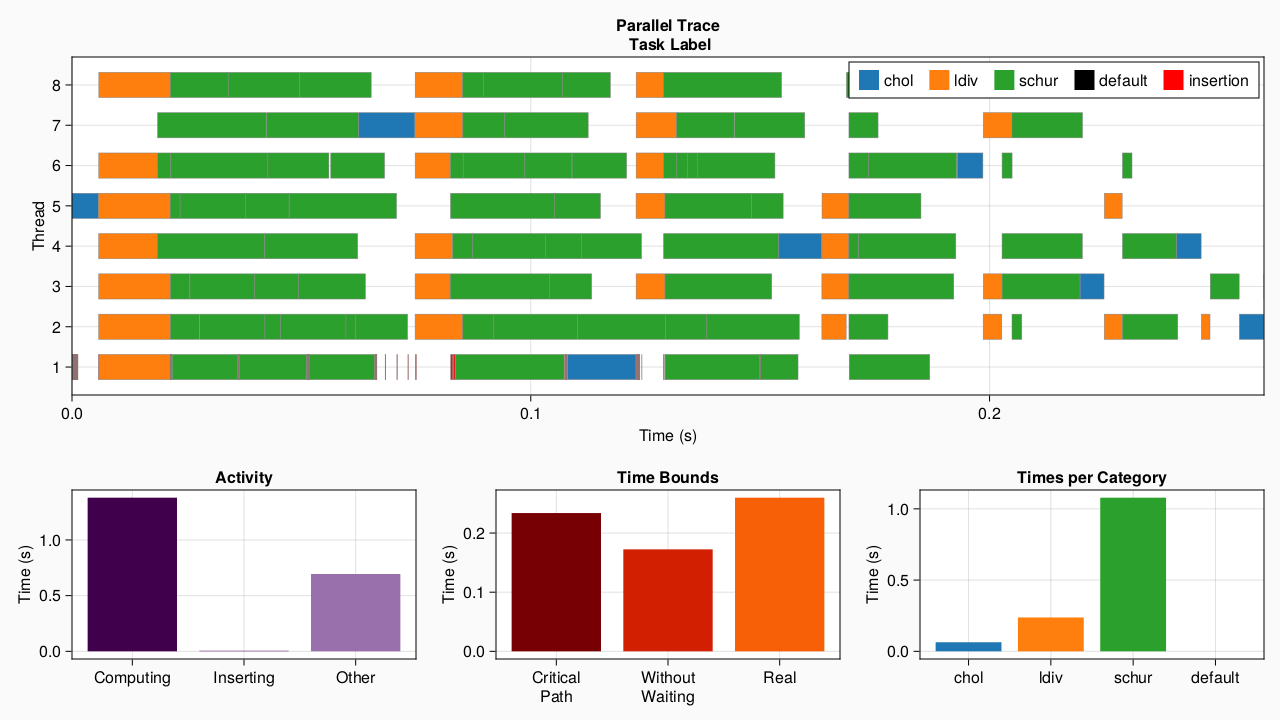 Parallel Trace
Task Label
chol ldiv schur default insertion
Thread
8
7
6
5
4
3
2
1
0.0 0.1 0.2
Time (s)
Activity
Time (s)
1.0
0.5
0.0
Computing Inserting Other
Time Bounds
Time (s)
0.2
0.1
0.0
Critical Path Without Waiting Real
Times per Category
Time (s)
1.0
0.5
0.0
chol ldiv schur default